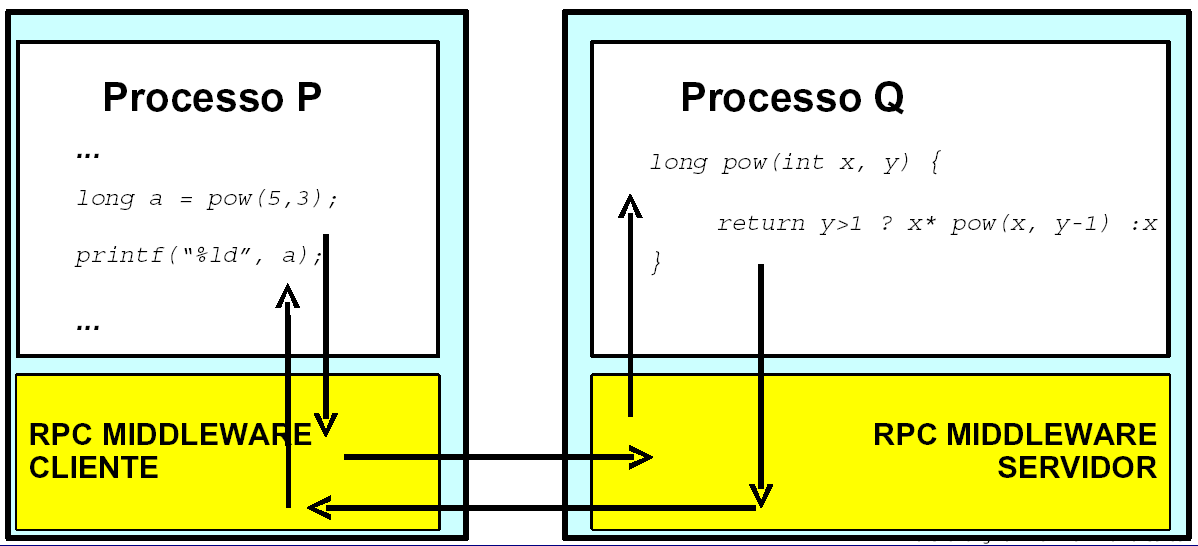 Processo P
...
long a = pow(5,3);
printf("%ld", a);
...
RPC MIDDLEWARE
CLIENTE
Processo Q
long pow(int x, y) {
return y>1 ? x* pow(x, y-1) :x
}
RPC MIDDLEWARE
SERVIDOR